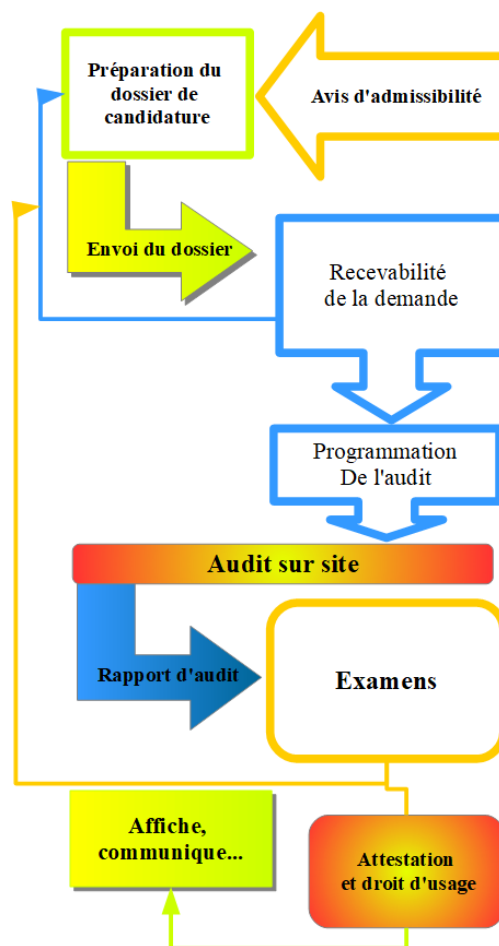 Préparation du
dossier de
candidature
Avis d'admissibilité
Envoi du dossier
Recevabilité
de la demande
Programmation
De l'audit
Audit sur site
Rapport d'audit
Examens
Affiche,
communique...
Attestation
et droit d'usage